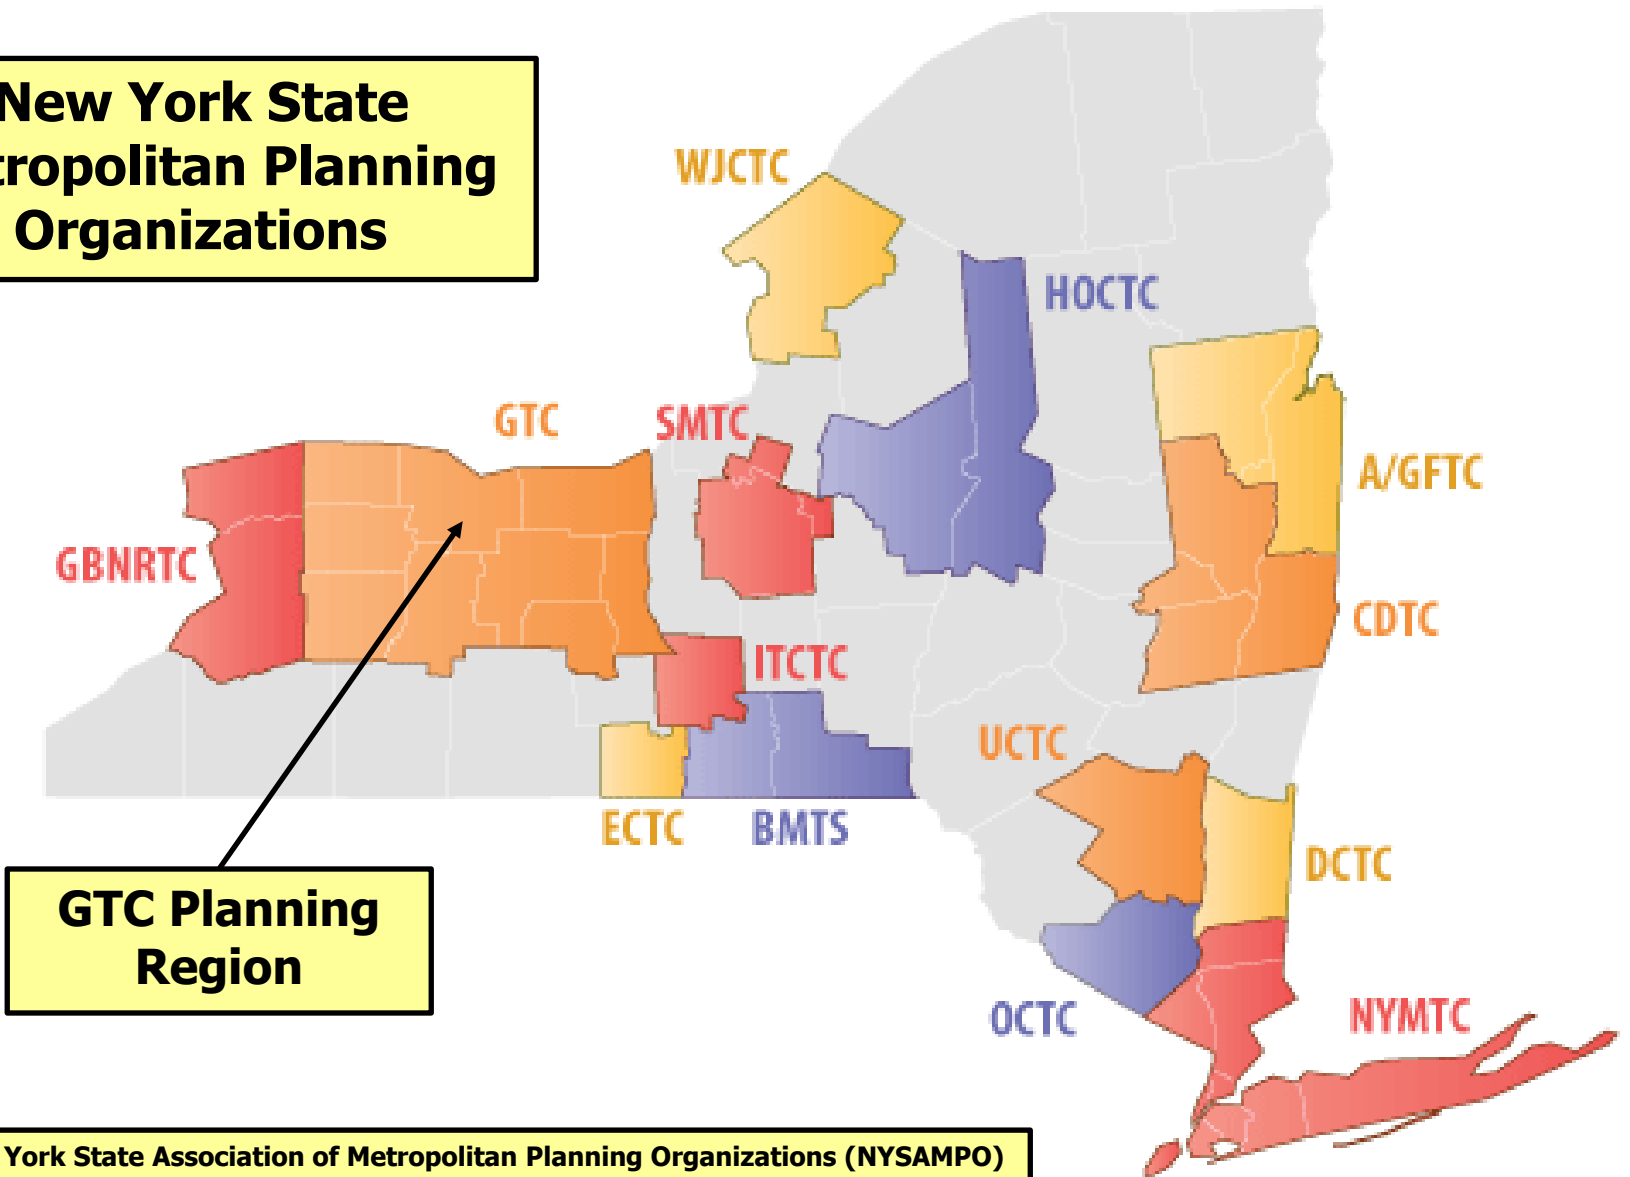 New York State
tropolitan Planning
Organizations
WJCTC
HOCTC
GTC
SMTC
A/GFTC
GBNRTC
CDTC
ITCTC
UCTC
ECTC
BMTS
DCTC
GTC Planning
Region
OCTC
NYMTC
York State Association of Metropolitan Planning Organizations (NYSAMPO)